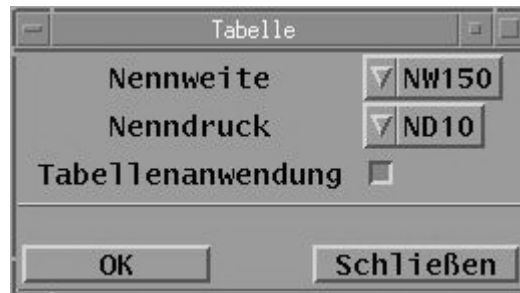 Tabelle
Nennweite NW150
Nenndruck ND10
Tabellenanwendung
OK Schließen